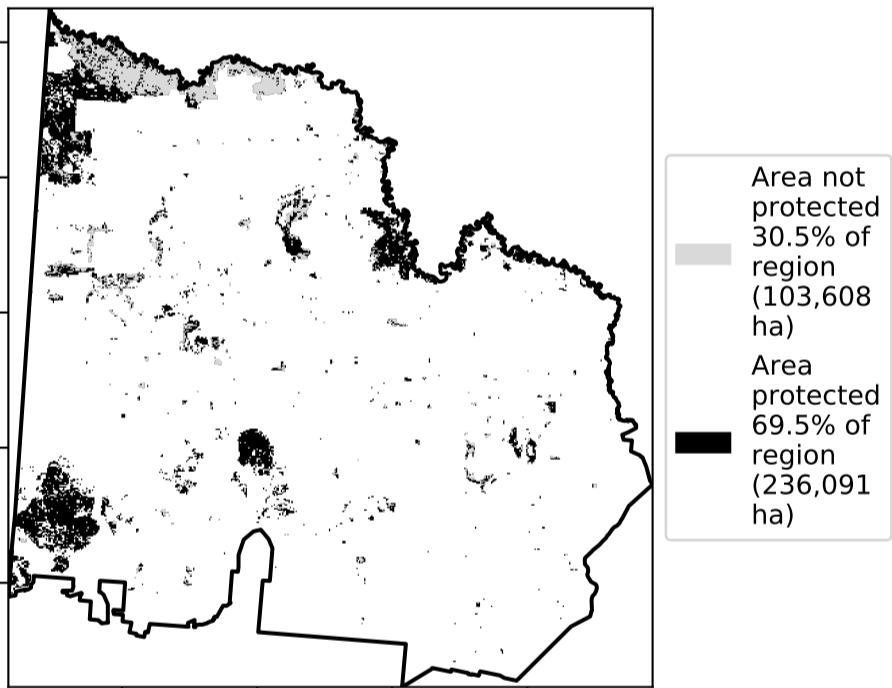 Area not
protected
30.5% of
region
(103,608
ha)
Area
protected
69.5% of
region
(236,091
ha)